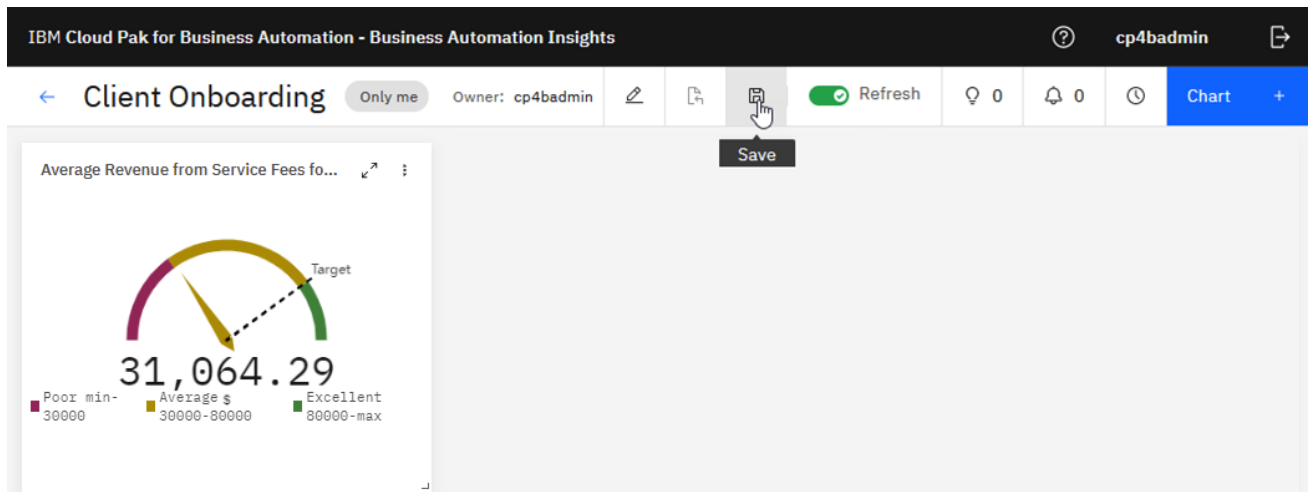 IBM Cloud Pak for Business Automation - Business Automation Insights
cp4badmin
Client Onboarding
Only me
Owner: cp4badmin
Refresh
0
0
Chart +
Save
Average Revenue from Service Fees fo...
Target
31,064.29
$
Poor min-
30000
Average
30000-80000
Excellent
80000-max